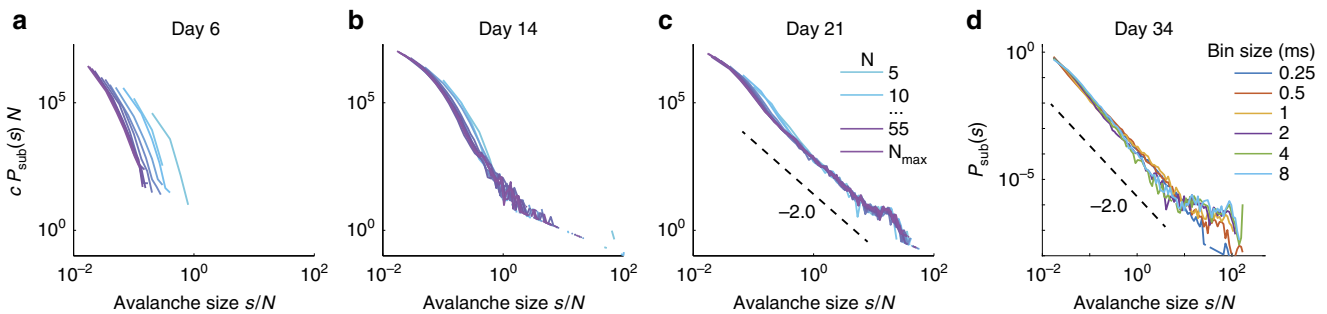 a
Day 6
c P_sub(s) N
10^5
10^0
10^−2
10^0
10^2
Avalanche size s/N
b
Day 14
10^5
10^0
10^−2
10^0
10^2
Avalanche size s/N
c
Day 21
N
5
10
...
55
N_max
10^5
10^0
−2.0
10^−2
10^0
10^2
Avalanche size s/N
d
Day 34
Bin size (ms)
0.25
0.5
1
2
4
8
P_sub(s)
10^0
10^−5
−2.0
10^−2
10^0
10^2
Avalanche size s/N